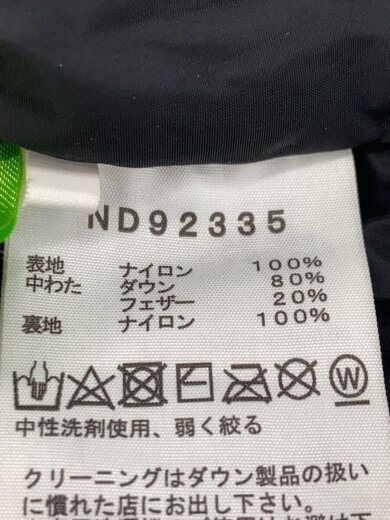 ND92335
表地 ナイロン 100%
中わた ダウン 80%
フェザー 20%
裏地 ナイロン 100%
W
中性洗剤使用、弱く絞る
クリーニングはダウン製品の扱い
に慣れた店にお出し下さい。